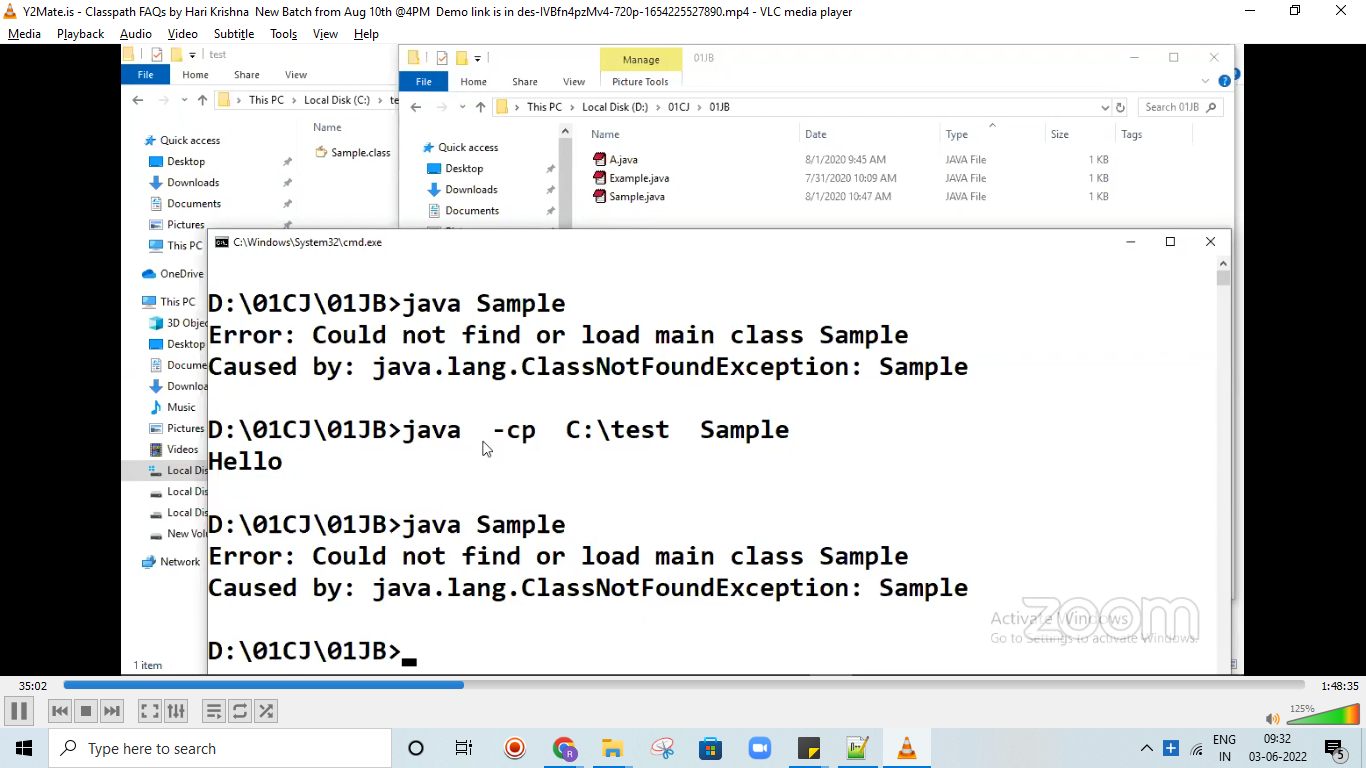 Y2Mate.is - Classpath FAQs by Hari Krishna New Batch from Aug 10th @4PM Demo link is in des-IVBfn4pzMv4-720p-1654225527890.mp4 - VLC media player
Media Playback Audio Video Subtitle Tools View Help
test
File Home Share View
This PC Local Disk (C:)
Name
Quick access
Desktop
Downloads
Documents
Pictures
This PC
OneDrive
This PC
3D Objec
Desktop
Docume
Downloa
Music
Pictures
Videos
Local Dis
Local Dis
Local Dis
New Volu
Network
1 item
Sample.class
Manage 01JB
File Home Share View Picture Tools
This PC Local Disk (D:) 01CJ 01JB Search 01JB
Quick access
Desktop
Downloads
Documents
Name Date Type Size Tags
A.java 8/1/2020 9:45 AM JAVA File 1 KB
Example.java 7/31/2020 10:09 AM JAVA File 1 KB
Sample.java 8/1/2020 10:47 AM JAVA File 1 KB
C:\Windows\System32\cmd.exe
D:\01CJ\01JB>java Sample
Error: Could not find or load main class Sample
Caused by: java.lang.ClassNotFoundException: Sample
D:\01CJ\01JB>java -cp C:\test Sample
Hello
D:\01CJ\01JB>java Sample
Error: Could not find or load main class Sample
Caused by: java.lang.ClassNotFoundException: Sample
D:\01CJ\01JB>
zoom
Activate Windows
Go to Settings to activate Windows.
35:02 1:48:35
125%
Type here to search
ENG
IN
09:32
03-06-2022
5